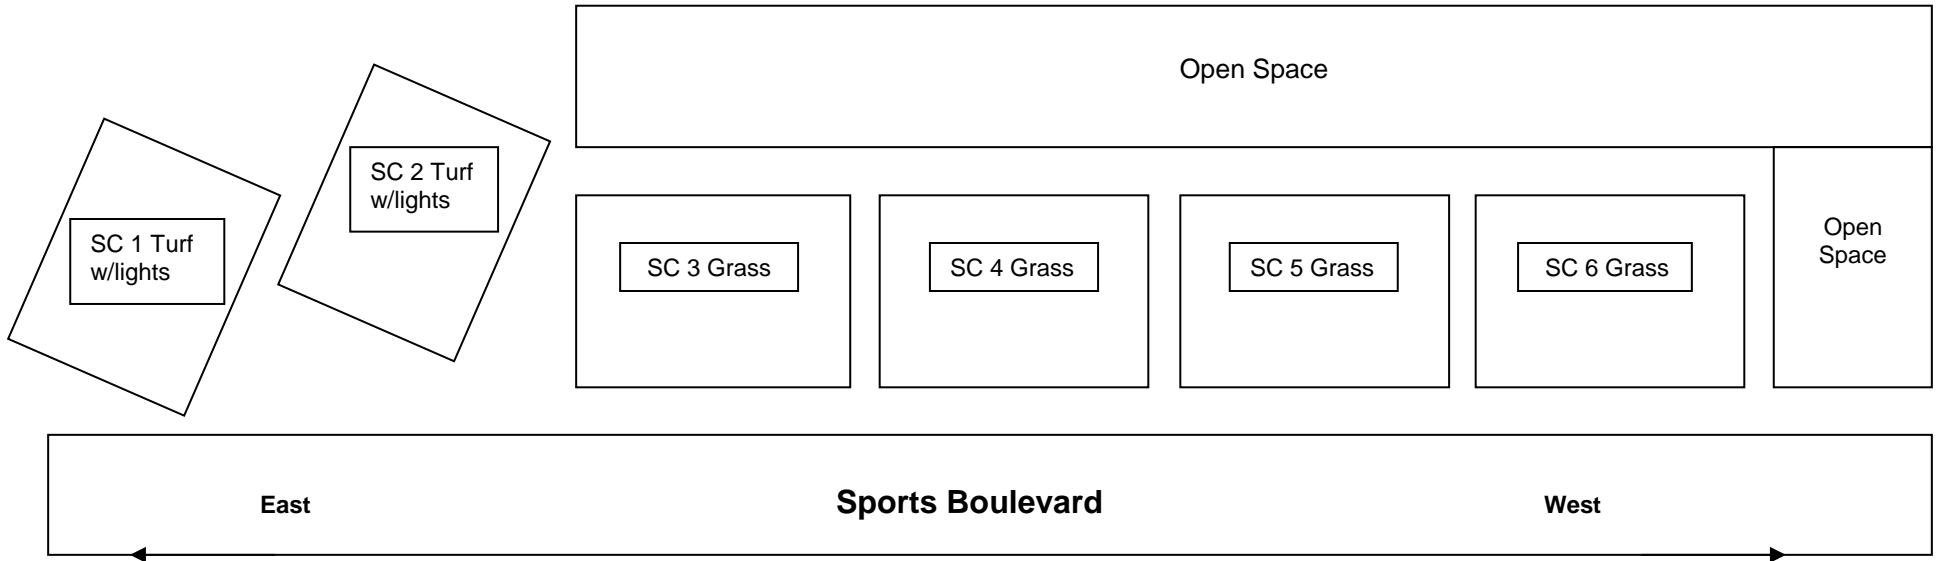 Open Space
SC 2 Turf
w/lights
SC 1 Turf
w/lights
SC 3 Grass
SC 4 Grass
SC 5 Grass
SC 6 Grass
Open
Space
East
Sports Boulevard
West